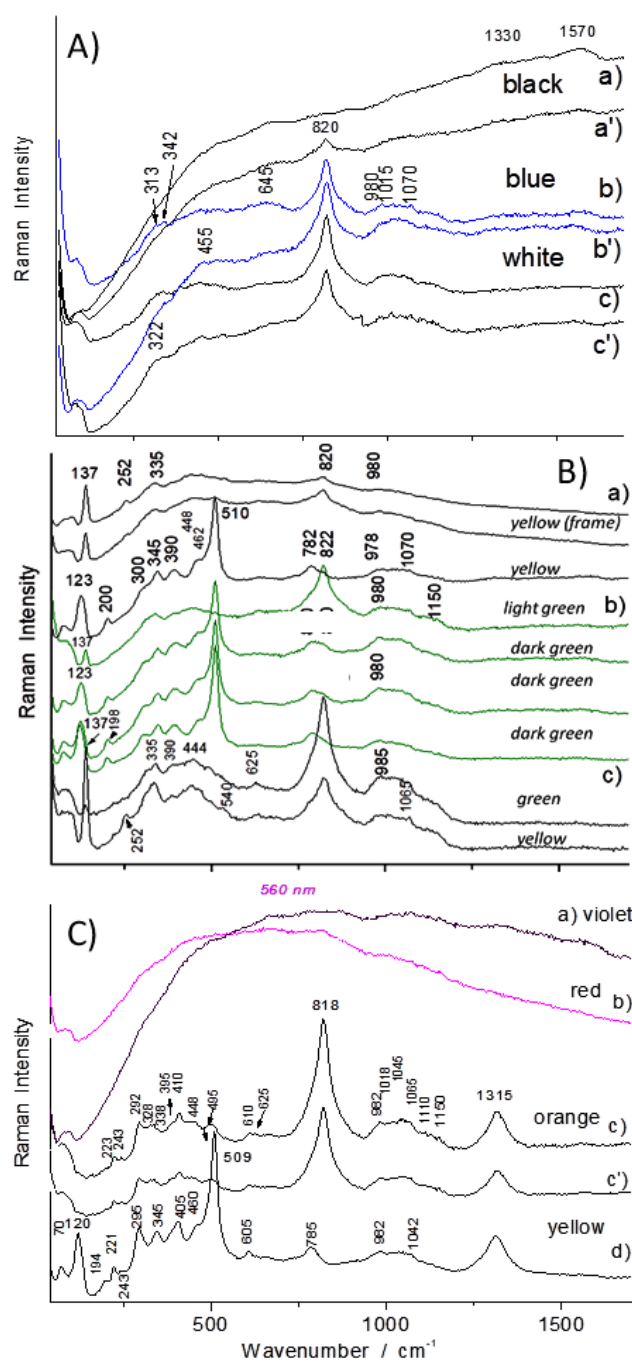 A)
1330 1570
black
a)
a')
342
313
820
645
980
1015
1070
blue
b)
455
b')
white
c)
322
c')
Raman Intensity
B)
137
252
335
820
980
a)
yellow (frame)
510
448
462
390
345
300
782
822
978
1070
yellow
123
200
980
1150
b)
light green
137
dark green
123
980
dark green
137
198
dark green
335
390
444
625
985
c)
green
540
1065
252
yellow
Raman Intensity
560 nm
C)
a) violet
red
b)
818
395
410
292
328
338
448
495
610
625
982
1018
1045
1065
1110
1150
1315
orange
c)
223
243
509
c')
yellow
70
120
295
345
405
460
605
785
982
1042
d)
194
221
243
Raman Intensity
500 1000 1500
Wavenumber / cm⁻¹